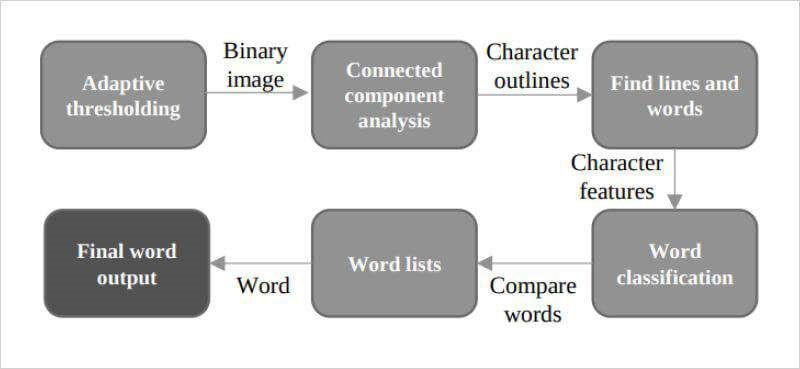 Adaptive
thresholding
Binary
image
Connected
component
analysis
Character
outlines
Find lines and
words
Character
features
Word
classification
Compare
words
Word lists
Word
Final word
output